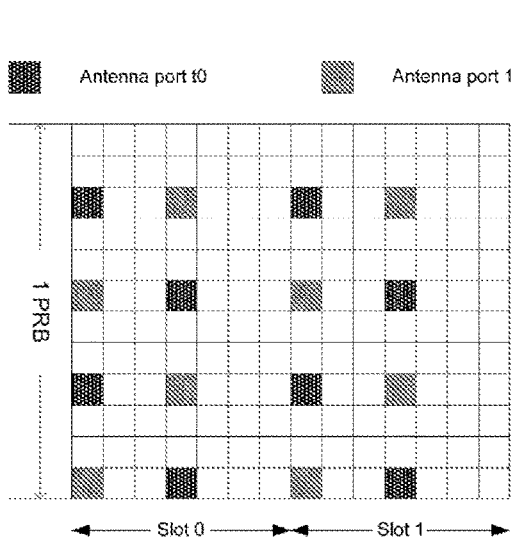 Antenna port t0
Antenna port 1
1 PRB
Slot 0
Slot 1